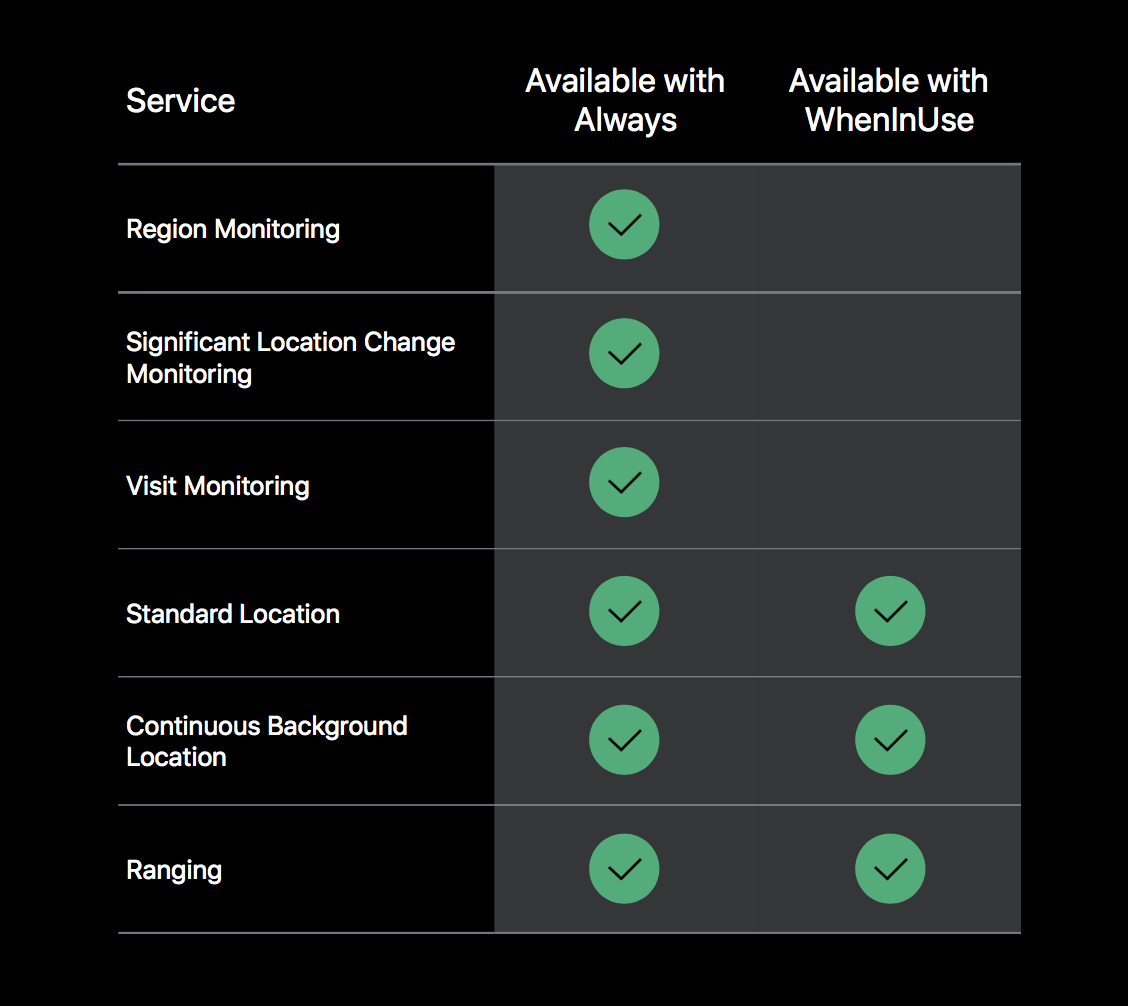 Service
Available with
Always
Available with
WhenInUse
Region Monitoring
Significant Location Change
Monitoring
Visit Monitoring
Standard Location
Continuous Background
Location
Ranging